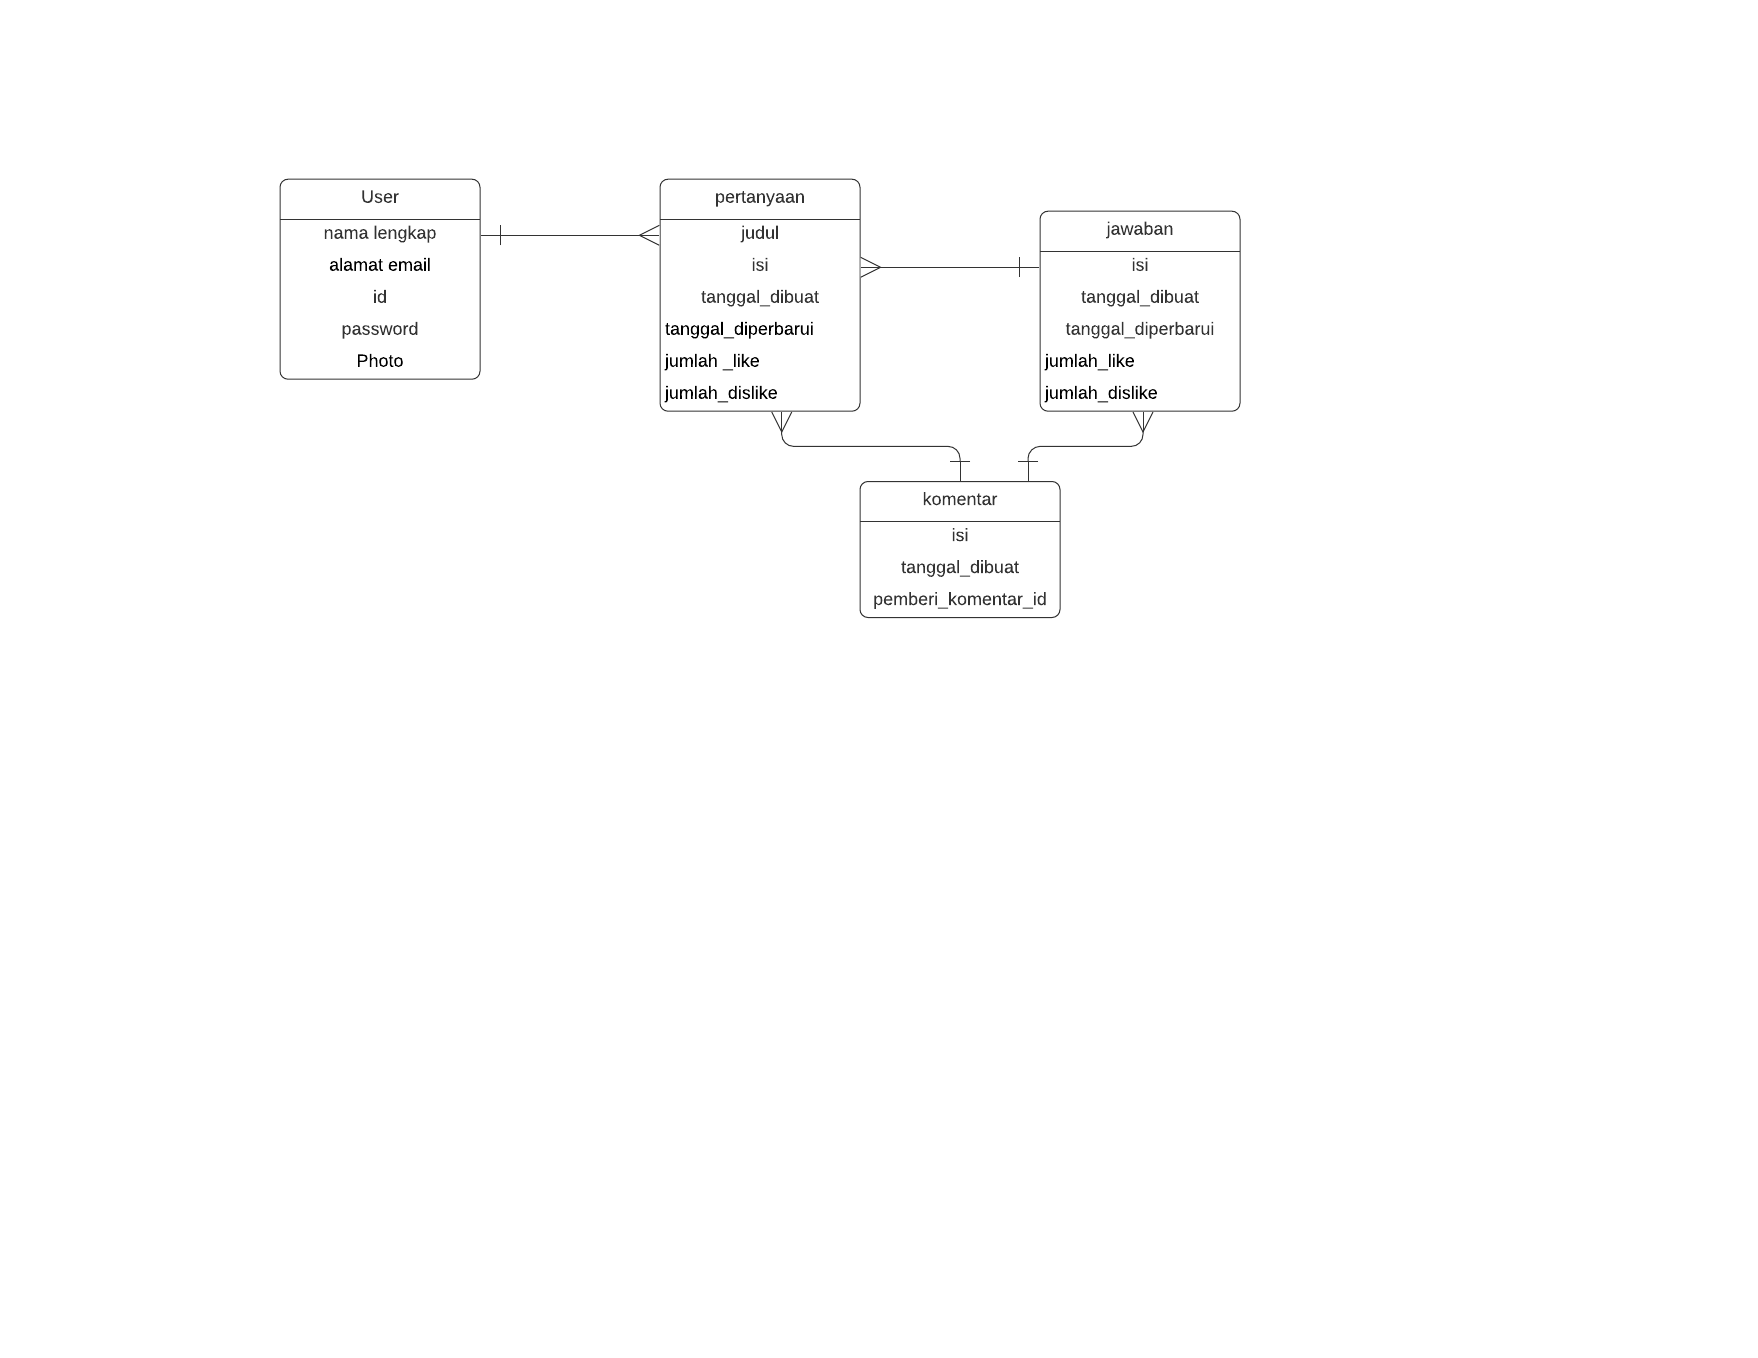 User
nama lengkap
alamat email
id
password
Photo
pertanyaan
judul
isi
tanggal_dibuat
tanggal_diperbarui
jumlah _like
jumlah_dislike
jawaban
isi
tanggal_dibuat
tanggal_diperbarui
jumlah_like
jumlah_dislike
komentar
isi
tanggal_dibuat
pemberi_komentar_id